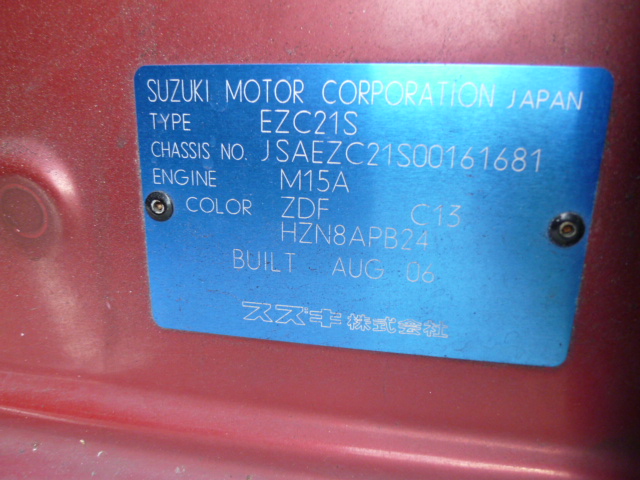 SUZUKI MOTOR CORPORATION JAPAN
TYPE EZC21S
CHASSIS NO. JSAEZC21S00161681
ENGINE M15A
COLOR ZDF C13
HZN8APB24
BUILT AUG 06
スズキ株式会社